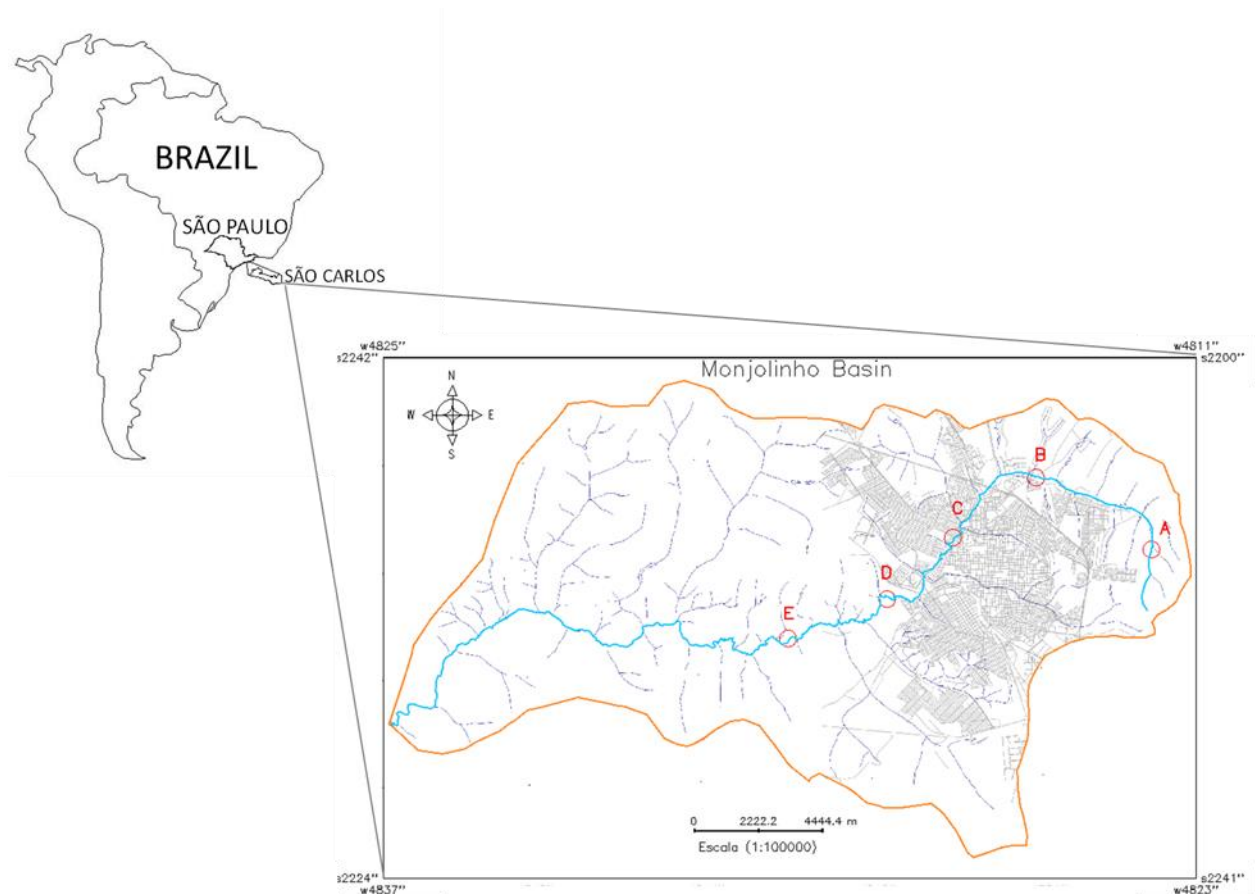 BRAZIL
SÃO PAULO
SÃO CARLOS
w4825”
w4811”
s2242”
s2200”
Monjolinho Basin
N
W
E
S
B
A
C
D
E
0 2222.2 4444.4 m
Escala (1:100000)
s2224”
s2241”
w4837”
w4823”